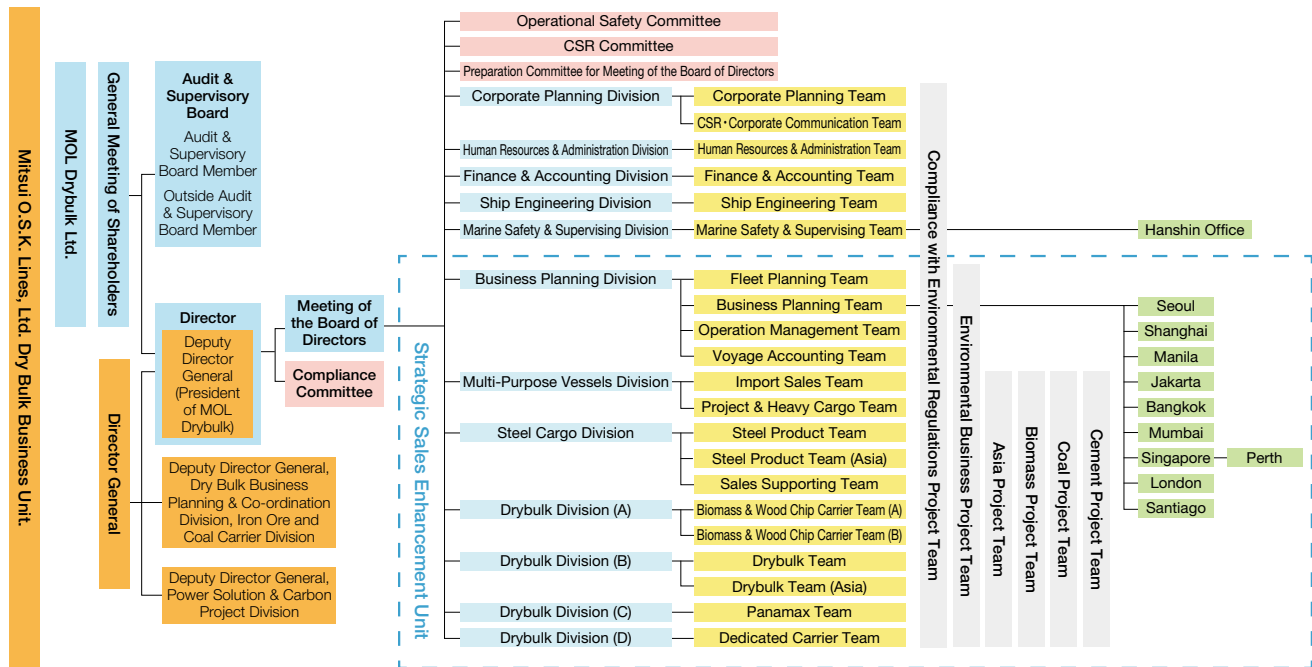 Mitsui O.S.K. Lines, Ltd. Dry Bulk Business Unit.
MOL Drybulk Ltd.
General Meeting of Shareholders
Audit &
Supervisory
Board
Audit &
Supervisory
Board Member
Outside Audit
& Supervisory
Board Member
Director General
Director
Deputy
Director
General
(President
of MOL
Drybulk)
Deputy Director General,
Dry Bulk Business
Planning & Co-ordination
Division, Iron Ore and
Coal Carrier Division
Deputy Director General,
Power Solution & Carbon
Project Division
Meeting of
the Board of
Directors
Compliance
Committee
Operational Safety Committee
CSR Committee
Preparation Committee for Meeting of the Board of Directors
Corporate Planning Division
Corporate Planning Team
CSR・Corporate Communication Team
Human Resources & Administration Division
Human Resources & Administration Team
Finance & Accounting Division
Finance & Accounting Team
Ship Engineering Division
Ship Engineering Team
Marine Safety & Supervising Division
Marine Safety & Supervising Team
Hanshin Office
Strategic Sales Enhancement Unit
Business Planning Division
Fleet Planning Team
Business Planning Team
Operation Management Team
Voyage Accounting Team
Multi-Purpose Vessels Division
Import Sales Team
Project & Heavy Cargo Team
Steel Cargo Division
Steel Product Team
Steel Product Team (Asia)
Sales Supporting Team
Drybulk Division (A)
Biomass & Wood Chip Carrier Team (A)
Biomass & Wood Chip Carrier Team (B)
Drybulk Division (B)
Drybulk Team
Drybulk Team (Asia)
Drybulk Division (C)
Panamax Team
Drybulk Division (D)
Dedicated Carrier Team
Compliance with Environmental Regulations Project Team
Environmental Business Project Team
Asia Project Team
Biomass Project Team
Coal Project Team
Cement Project Team
Seoul
Shanghai
Manila
Jakarta
Bangkok
Mumbai
Singapore
Perth
London
Santiago